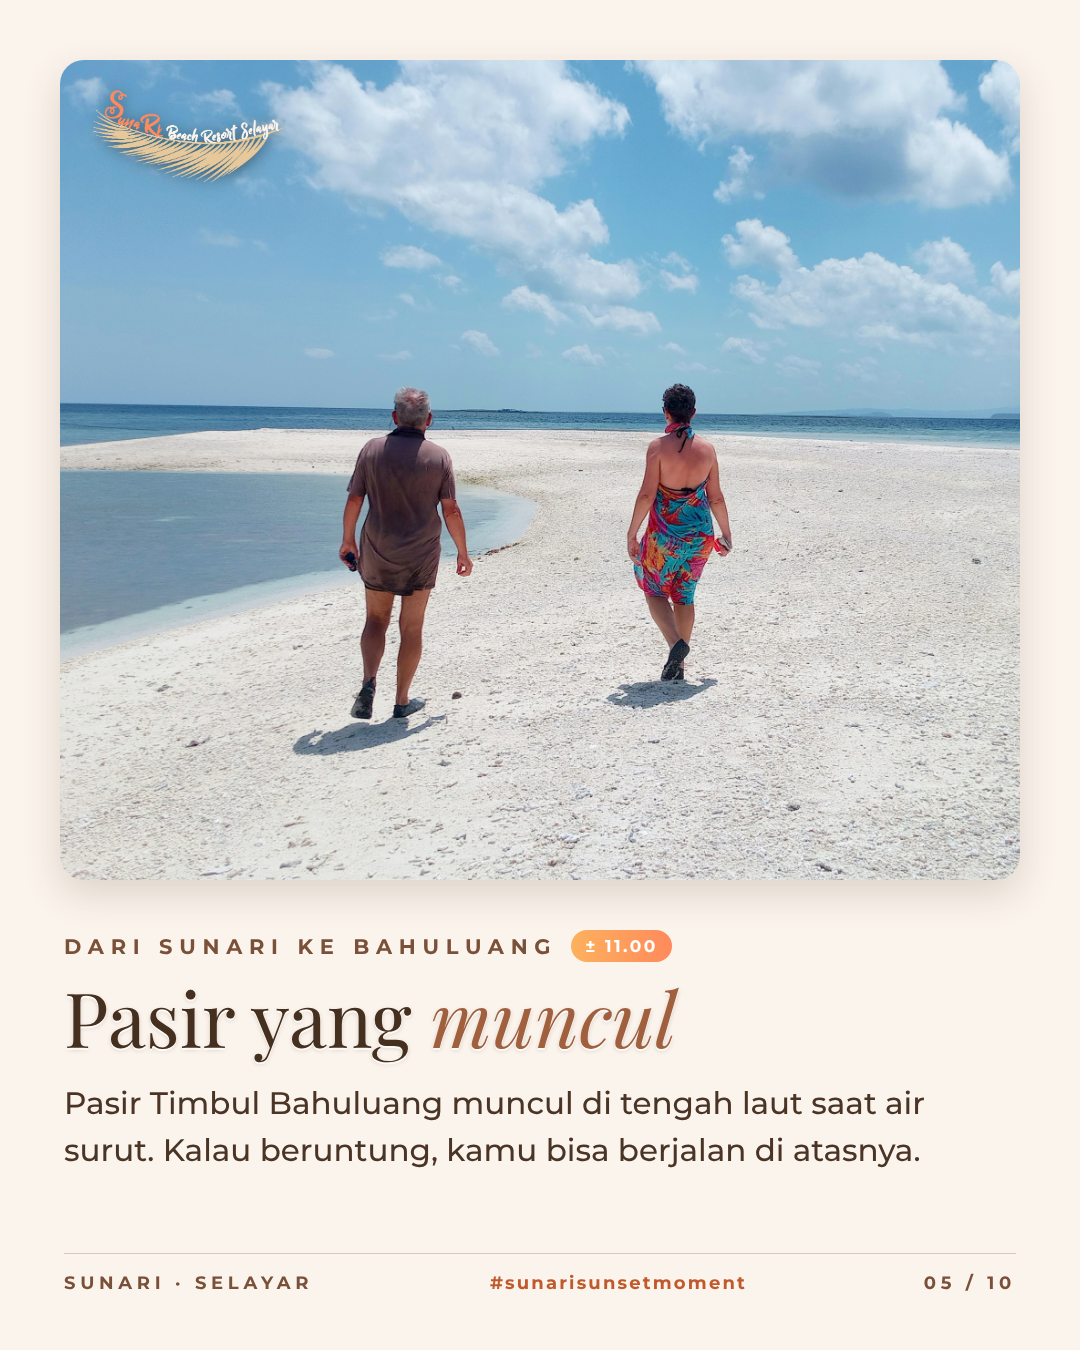 SunaRi Beach Resort Selayar
DARI SUNARI KE BAHULUANG ± 11.00
Pasir yang muncul
Pasir Timbul Bahuluang muncul di tengah laut saat air
surut. Kalau beruntung, kamu bisa berjalan di atasnya.
SUNARI · SELAYAR #sunarisunsetmoment 05 / 10